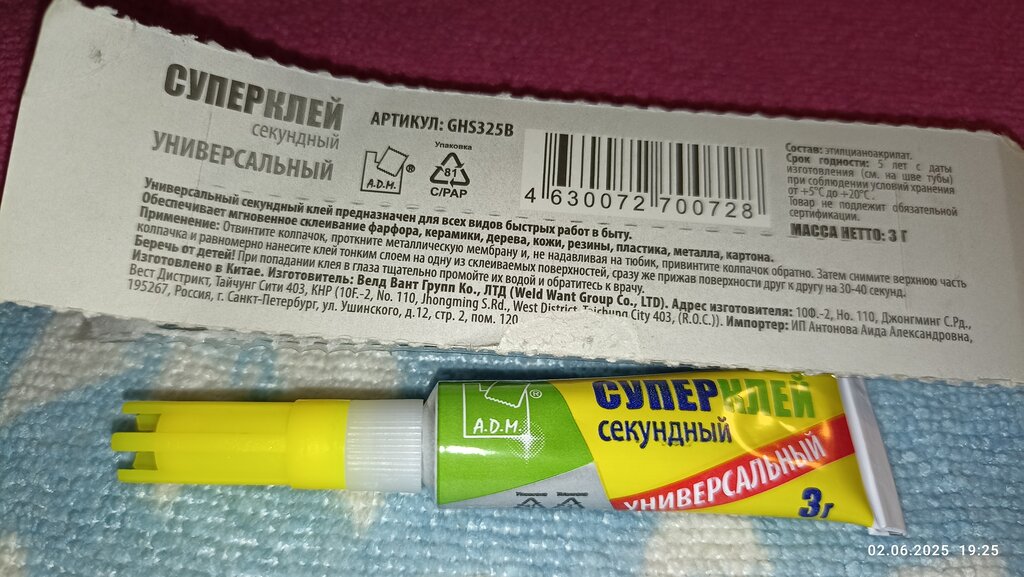 СУПЕРКЛЕЙ
секундный
УНИВЕРСАЛЬНЫЙ
АРТИКУЛ: GHS325B
A.D.M.
®
Упаковка
81
C/PAP
4 630072 700728
Состав: этилцианоакрилат.
Срок годности: 5 лет с даты
изготовления (см. на шве тубы)
при соблюдении условий хранения
от +5°С до +20°С.
Товар не подлежит обязательной
сертификации.
МАССА НЕТТО: 3 Г
Универсальный секундный клей предназначен для всех видов быстрых работ в быту.
Обеспечивает мгновенное склеивание фарфора, керамики, дерева, кожи, резины, пластика, металла, картона.
Применение: Отвинтите колпачок, проткните металлическую мембрану и, не надавливая на тюбик, привинтите колпачок обратно. Затем снимите верхнюю часть
колпачка и равномерно нанесите клей тонким слоем на одну из склеиваемых поверхностей, сразу же прижав поверхности друг к другу на 30-40 секунд.
Беречь от детей! При попадании клея в глаза тщательно промойте их водой и обратитесь к врачу.
Изготовлено в Китае. Изготовитель: Велд Вант Групп Ко., ЛТД (Weld Want Group Co., LTD). Адрес изготовителя: 10Ф.-2, Но. 110, Джонгминг С.Рд.,
Вест Дистрикт, Тайчунг Сити 403, КНР (10F.-2, No. 110, Jhongming S.Rd., West District, Taichung City 403, (R.O.C.)). Импортер: ИП Антонова Аида Александровна,
195267, Россия, г. Санкт-Петербург, ул. Ушинского, д.12, стр. 2, пом. 120
A.D.M.
®
СУПЕРКЛЕЙ
секундный
УНИВЕРСАЛЬНЫЙ
3г
02.06.2025 19:25